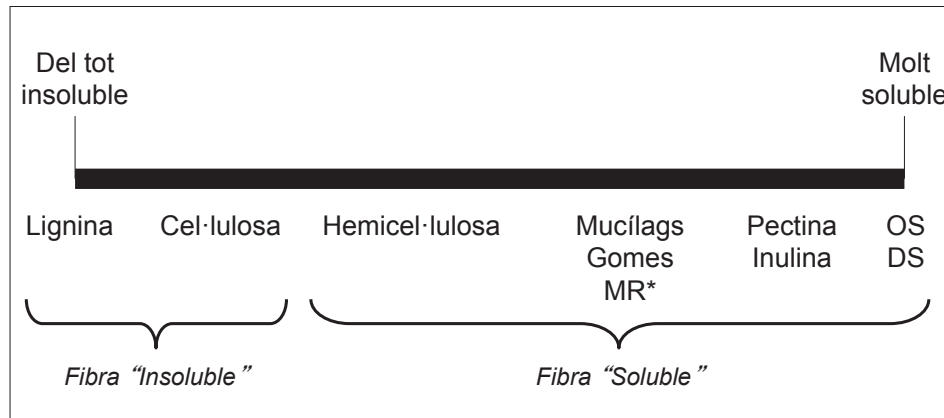 Del tot
insoluble
Molt
soluble
Lignina
Cel·lulosa
Hemicel·lulosa
Mucílags
Gomes
MR*
Pectina
Inulina
OS
DS
Fibra “Insoluble”
Fibra “Soluble”